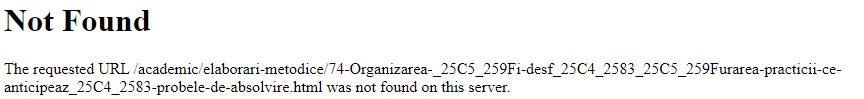 Not Found
The requested URL /academic/elaborari-metodice/74-Organizarea-_25C5_259Fi-desf_25C4_2583_25C5_259Furarea-practicii-ce-
anticipeaz_25C4_2583-probele-de-absolvire.html was not found on this server.